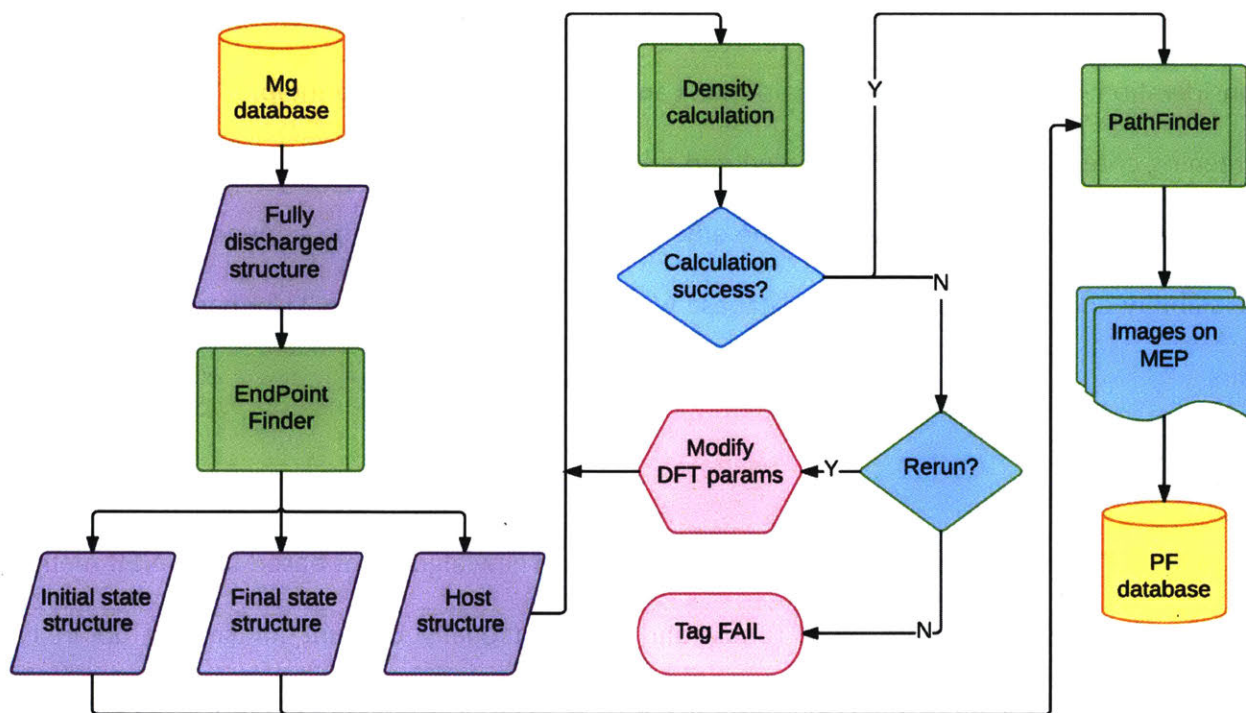 Mg
database
Fully
discharged
structure
EndPoint
Finder
Initial state
structure
Final state
structure
Host
structure
Density
calculation
Calculation
success?
Y
N
Rerun?
Y
Modify
DFT params
N
Tag FAIL
PathFinder
Images on
MEP
PF
database